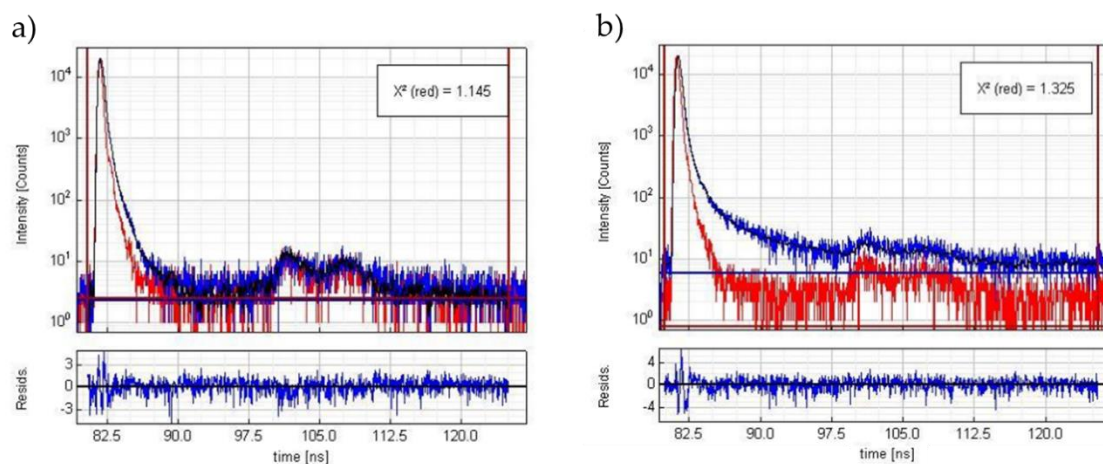 a)
Intensity [Counts]
10⁴
10³
10²
10¹
10⁰
X² (red) = 1.145
Resids.
3
0
-3
82.5 90.0 97.5 105.0 112.5 120.0
time [ns]
b)
Intensity [Counts]
10⁴
10³
10²
10¹
10⁰
X² (red) = 1.325
Resids.
4
0
-4
82.5 90.0 97.5 105.0 112.5 120.0
time [ns]